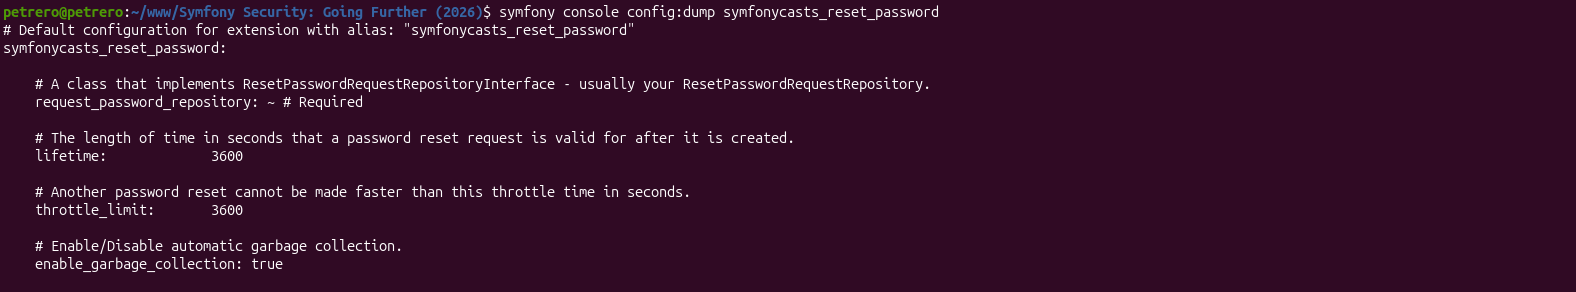 petrero@petrero:~/www/Symfony Security: Going Further (2026)$ symfony console config:dump symfonycasts_reset_password
# Default configuration for extension with alias: "symfonycasts_reset_password"
symfonycasts_reset_password:
# A class that implements ResetPasswordRequestRepositoryInterface - usually your ResetPasswordRequestRepository.
request_password_repository: ~ # Required
# The length of time in seconds that a password reset request is valid for after it is created.
lifetime: 3600
# Another password reset cannot be made faster than this throttle time in seconds.
throttle_limit: 3600
# Enable/Disable automatic garbage collection.
enable_garbage_collection: true